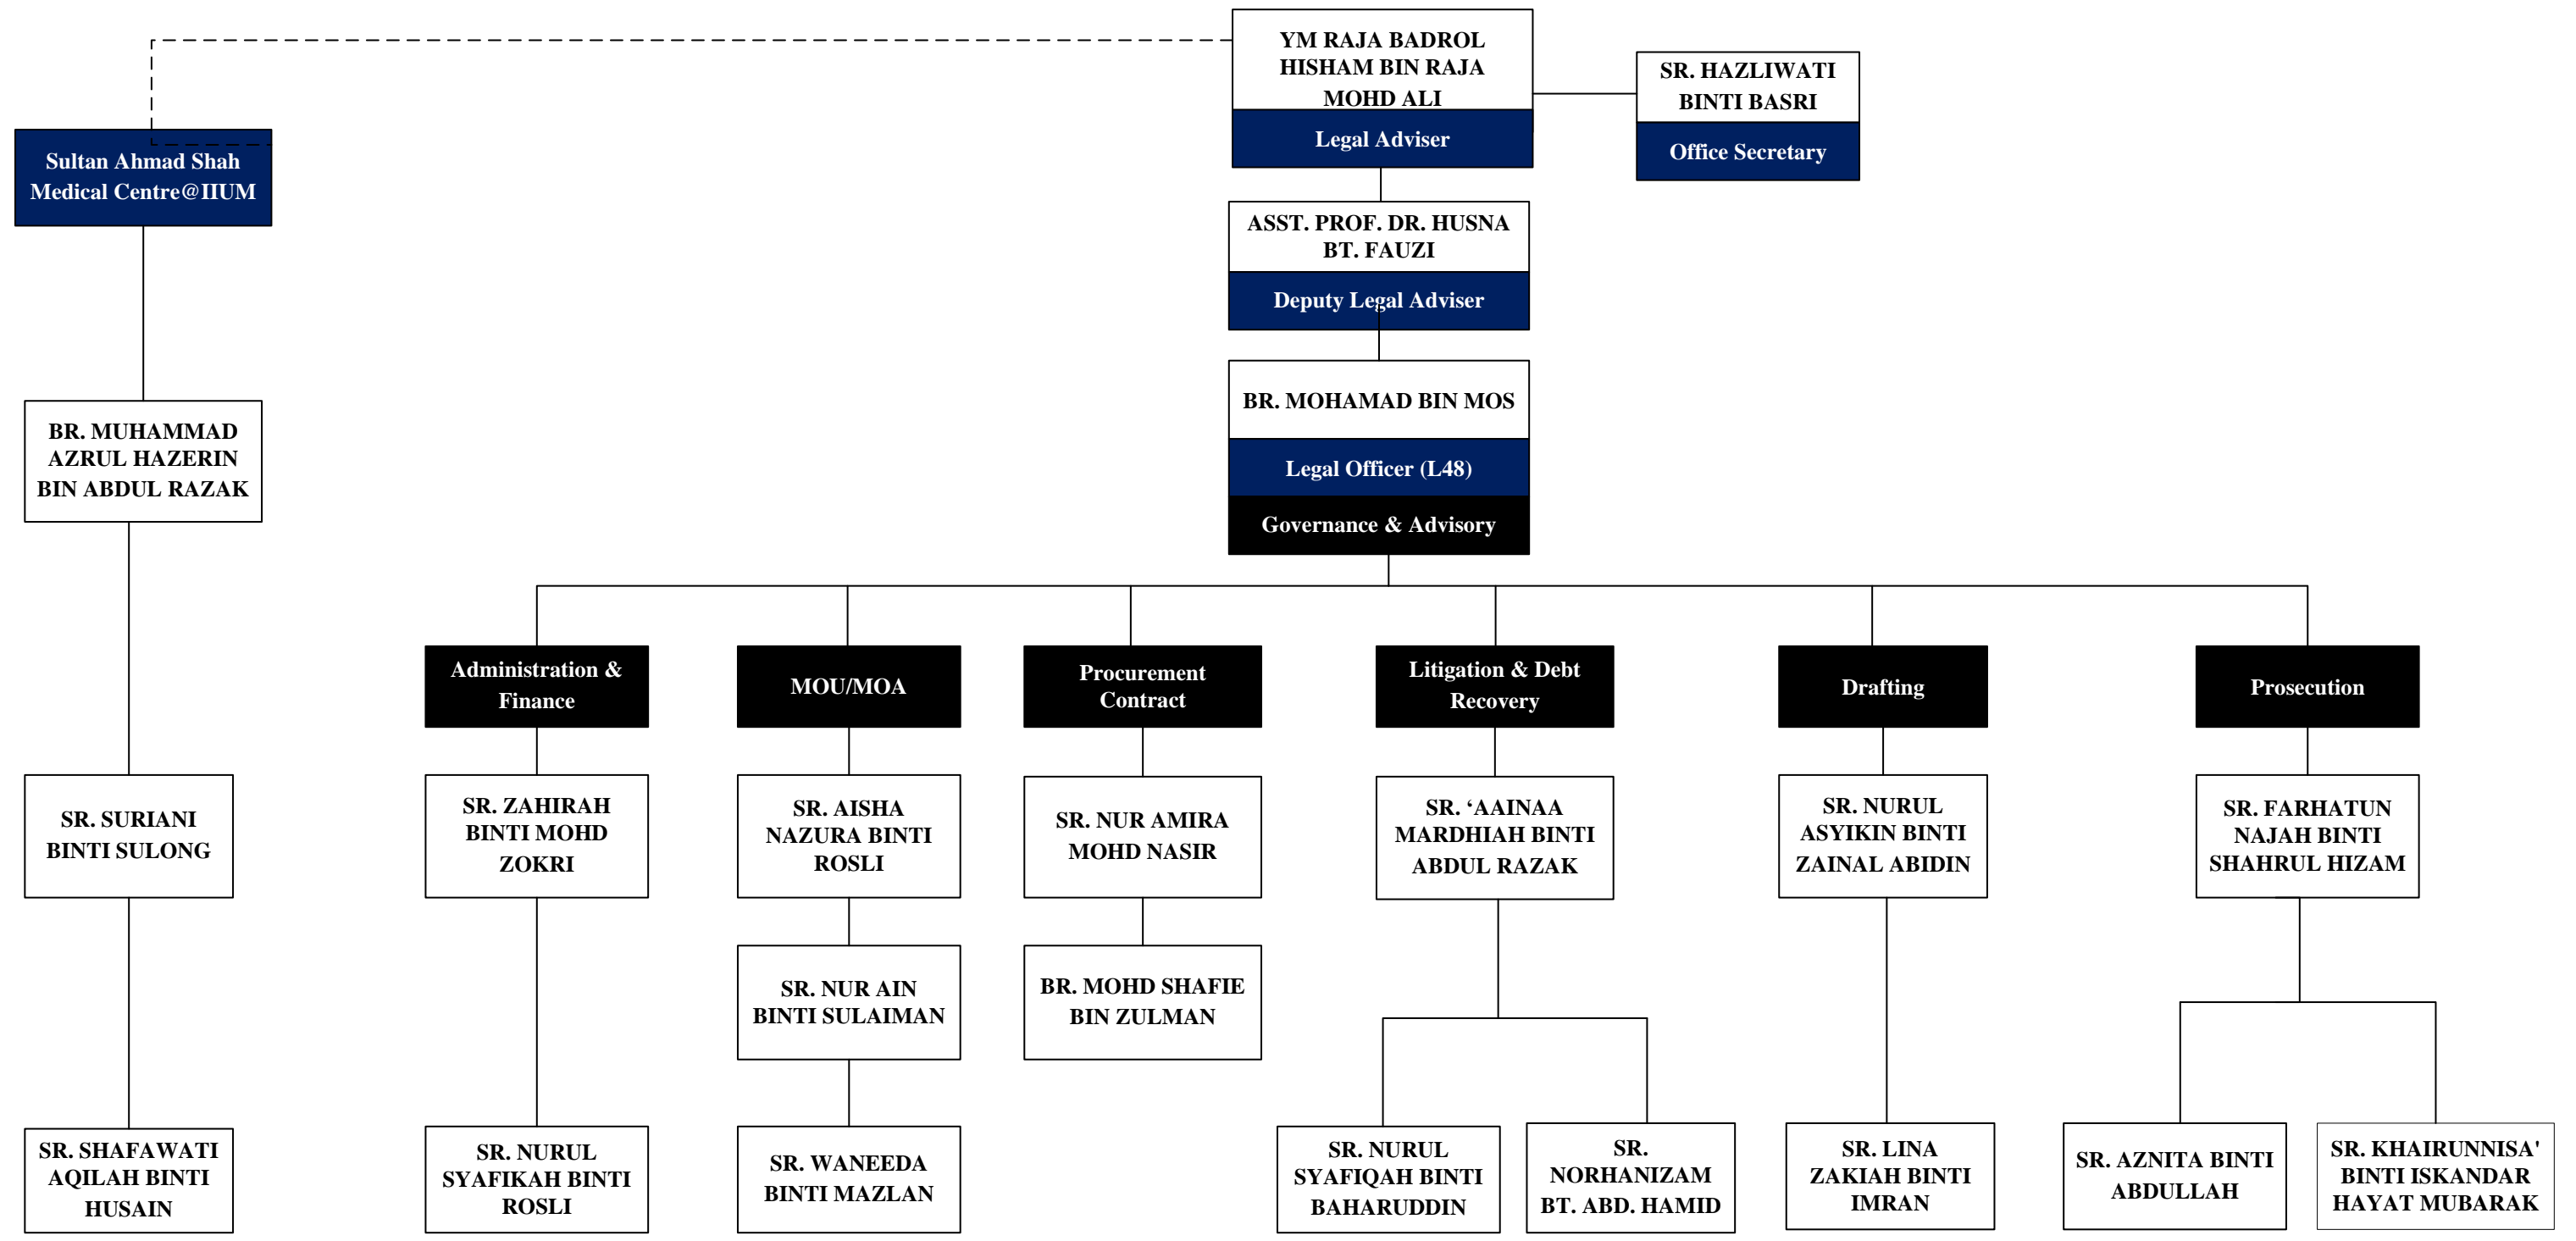 YM RAJA BADROL
HISHAM BIN RAJA
MOHD ALI
Legal Adviser
SR. HAZLIWATI
BINTI BASRI
Office Secretary
Sultan Ahmad Shah
Medical Centre@IIUM
ASST. PROF. DR. HUSNA
BT. FAUZI
Deputy Legal Adviser
BR. MOHAMAD BIN MOS
Legal Officer (L48)
Governance & Advisory
BR. MUHAMMAD
AZRUL HAZERIN
BIN ABDUL RAZAK
Administration &
Finance
MOU/MOA
Procurement
Contract
Litigation & Debt
Recovery
Drafting
Prosecution
SR. SURIANI
BINTI SULONG
SR. ZAHIRAH
BINTI MOHD
ZOKRI
SR. AISHA
NAZURA BINTI
ROSLI
SR. NUR AMIRA
MOHD NASIR
SR. ‘AAINAA
MARDHIAH BINTI
ABDUL RAZAK
SR. NURUL
ASYIKIN BINTI
ZAINAL ABIDIN
SR. FARHATUN
NAJAH BINTI
SHAHRUL HIZAM
SR. NUR AIN
BINTI SULAIMAN
BR. MOHD SHAFIE
BIN ZULMAN
SR. SHAFAWATI
AQILAH BINTI
HUSAIN
SR. NURUL
SYAFIKAH BINTI
ROSLI
SR. WANEEDA
BINTI MAZLAN
SR. NURUL
SYAFIQAH BINTI
BAHARUDDIN
SR.
NORHANIZAM
BT. ABD. HAMID
SR. LINA
ZAKIAH BINTI
IMRAN
SR. AZNITA BINTI
ABDULLAH
SR. KHAIRUNNISA'
BINTI ISKANDAR
HAYAT MUBARAK